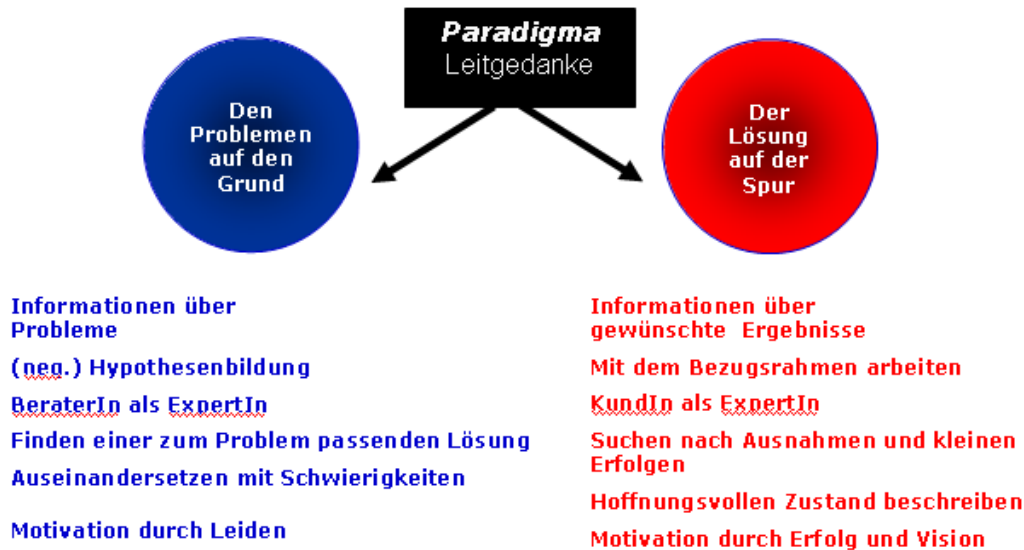 Paradigma
Leitgedanke
Den
Problemen
auf den
Grund
Der
Lösung
auf der
Spur
Informationen über
Probleme
(neg.) Hypothesenbildung
BeraterIn als ExpertIn
Finden einer zum Problem passenden Lösung
Auseinandersetzen mit Schwierigkeiten
Motivation durch Leiden
Informationen über
gewünschte Ergebnisse
Mit dem Bezugsrahmen arbeiten
KundIn als ExpertIn
Suchen nach Ausnahmen und kleinen
Erfolgen
Hoffnungsvollen Zustand beschreiben
Motivation durch Erfolg und Vision